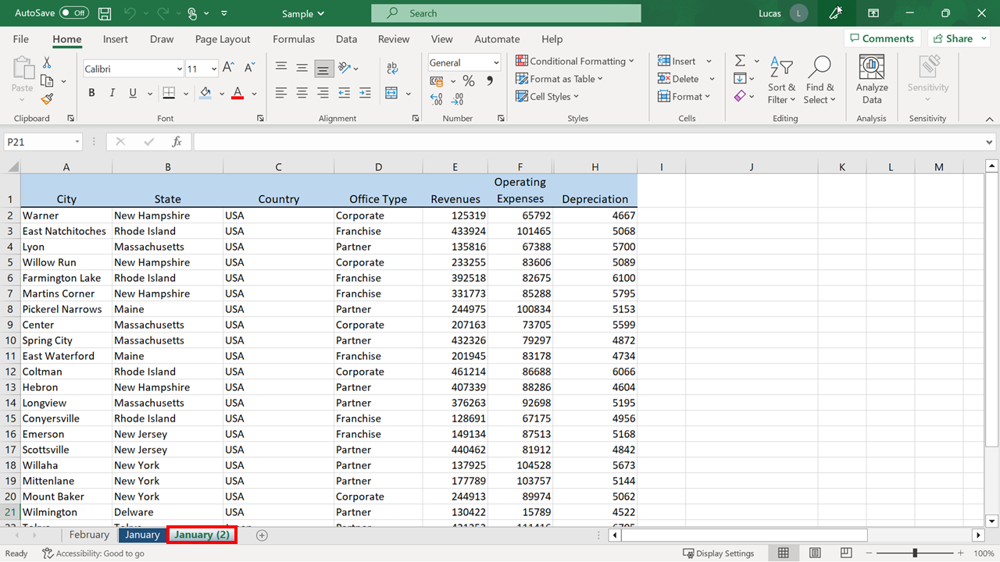 AutoSave Off Sample Search Lucas L
File Home Insert Draw Page Layout Formulas Data Review View Automate Help Comments Share
Paste Calibri 11 General Conditional Formatting Insert
B I U A Format as Table Delete Sort & Filter Find & Select Analyze Data Sensitivity
Cell Styles Format
Clipboard Font Alignment Number Styles Cells Editing Analysis Sensitivity
P21 fx
A B C D E F H I J K L M
Operating
1 City State Country Office Type Revenues Expenses Depreciation
2 Warner New Hampshire USA Corporate 125319 65792 4667
3 East Natchitoches Rhode Island USA Franchise 433924 101465 5068
4 Lyon Massachusetts USA Partner 135816 67388 5700
5 Willow Run New Hampshire USA Corporate 233255 83606 5089
6 Farmington Lake Rhode Island USA Franchise 392518 82675 6100
7 Martins Corner New Hampshire USA Franchise 331773 85288 5795
8 Pickerel Narrows Maine USA Partner 244975 100834 5153
9 Center Massachusetts USA Corporate 207163 73705 5599
10 Spring City Massachusetts USA Partner 432326 79297 4872
11 East Waterford Maine USA Franchise 201945 83178 4734
12 Coltman Rhode Island USA Corporate 461214 86688 6066
13 Hebron New Hampshire USA Partner 407339 88286 4604
14 Longview Massachusetts USA Partner 376263 92698 5195
15 Conyersville Rhode Island USA Franchise 128691 67175 4956
16 Emerson New Jersey USA Franchise 149134 87513 5168
17 Scottsville New Jersey USA Partner 440462 81912 4842
18 Willaha New York USA Partner 137925 104528 5673
19 Mittenlane New York USA Partner 177789 103757 5144
20 Mount Baker New York USA Corporate 244913 89974 5062
21 Wilmington Delware USA Partner 130422 15789 4522
February January January (2)
Ready Accessibility: Good to go Display Settings 100%